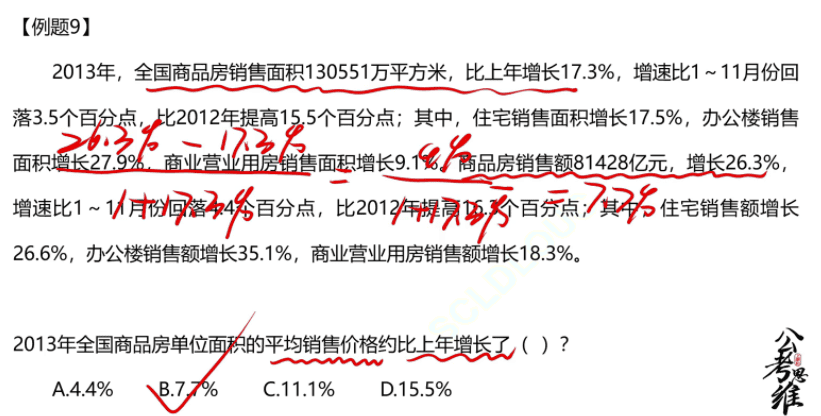 【例题9】
2013年，全国商品房销售面积130551万平方米，比上年增长17.3%，增速比1～11月份回
落3.5个百分点，比2012年提高15.5个百分点；其中，住宅销售面积增长17.5%，办公楼销售
26.3% - 17.3%
面积增长27.9%，商业营业用房销售面积增长9.1%。商品房销售额81428亿元，增长26.3%，
1+17.3% = 1+17.3% = 7.7%
增速比1～11月份回落 个百分点，比2012年提高16.3个百分点；其中，住宅销售额增长
26.6%，办公楼销售额增长35.1%，商业营业用房销售额增长18.3%。
2013年全国商品房单位面积的平均销售价格约比上年增长了（ ）？
A.4.4% B.7.7% C.11.1% D.15.5%
公考思维